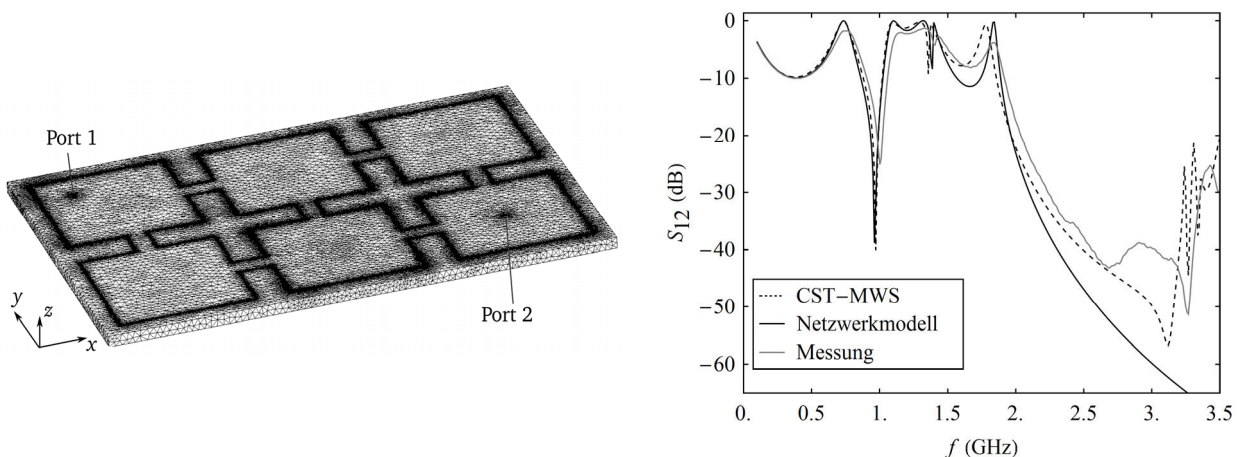 Port 1
Port 2
y
z
x
0
−10
−20
−30
−40
−50
−60
S12 (dB)
CST−MWS
Netzwerkmodell
Messung
0. 0.5 1. 1.5 2. 2.5 3. 3.5
f (GHz)